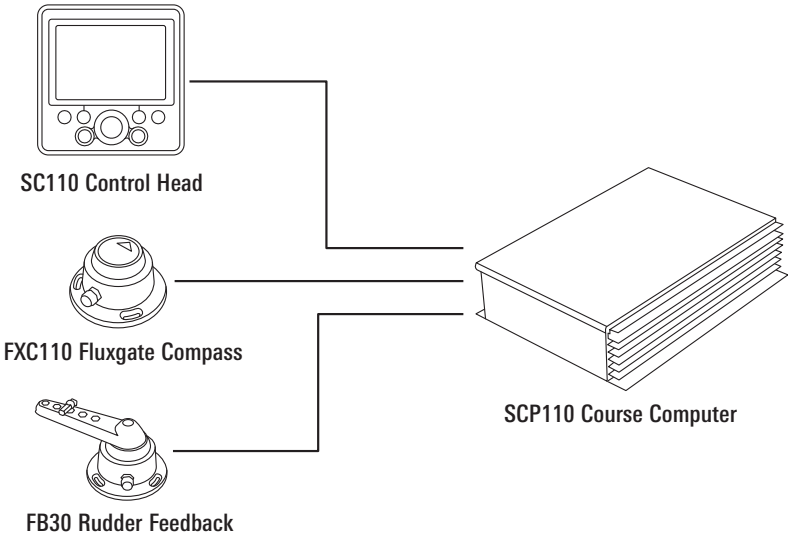 SC110 Control Head
FXC110 Fluxgate Compass
SCP110 Course Computer
FB30 Rudder Feedback